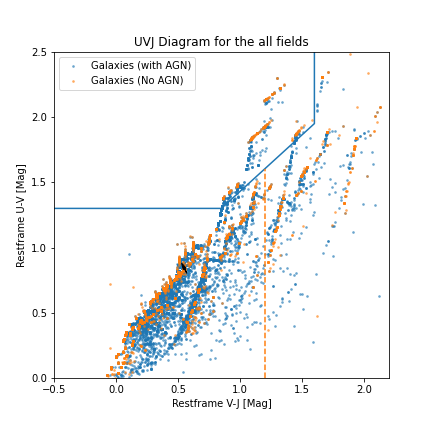 UVJ Diagram for the all fields
Galaxies (with AGN)
Galaxies (No AGN)
Restframe U-V [Mag]
2.5
2.0
1.5
1.0
0.5
0.0
−0.5 0.0 0.5 1.0 1.5 2.0
Restframe V-J [Mag]